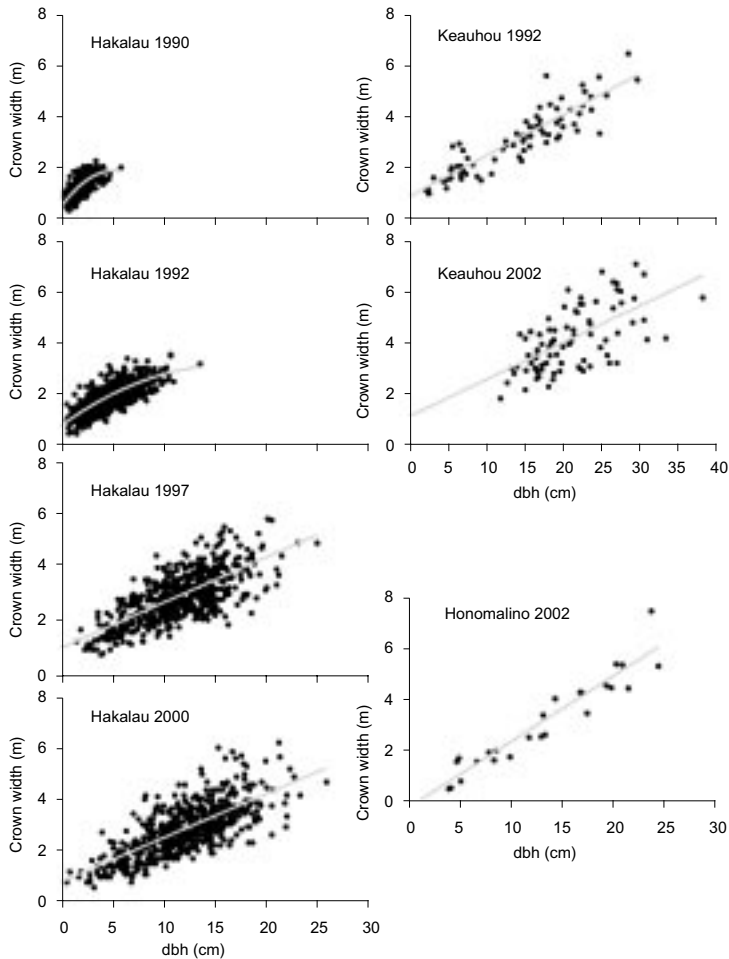 Hakalau 1990
Crown width (m)
8
6
4
2
0
Hakalau 1992
Crown width (m)
8
6
4
2
0
Hakalau 1997
Crown width (m)
8
6
4
2
0
Hakalau 2000
Crown width (m)
8
6
4
2
0
0 5 10 15 20 25 30
dbh (cm)
Keauhou 1992
Crown width (m)
8
6
4
2
0
Keauhou 2002
Crown width (m)
8
6
4
2
0
0 5 10 15 20 25 30 35 40
dbh (cm)
Honomalino 2002
Crown width (m)
8
6
4
2
0
0 5 10 15 20 25 30
dbh (cm)